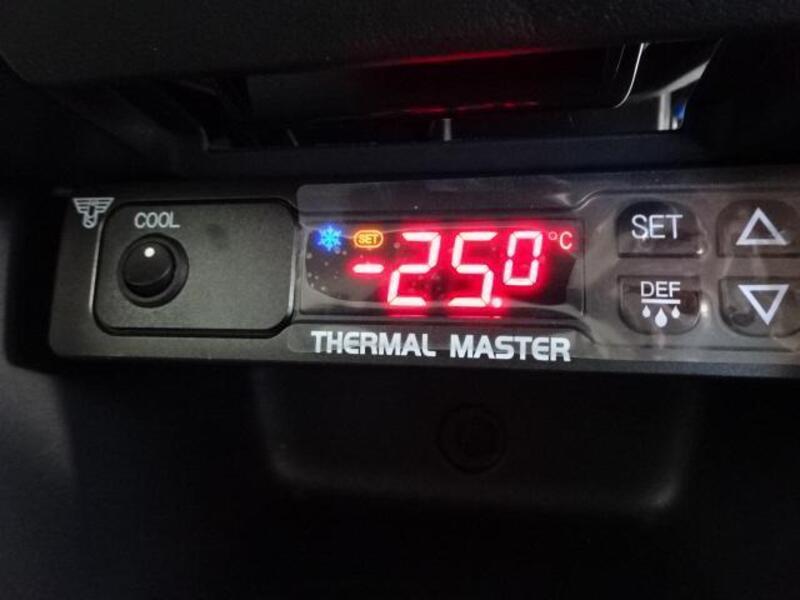 COOL
SET
-25.0 °C
SET
DEF
THERMAL MASTER